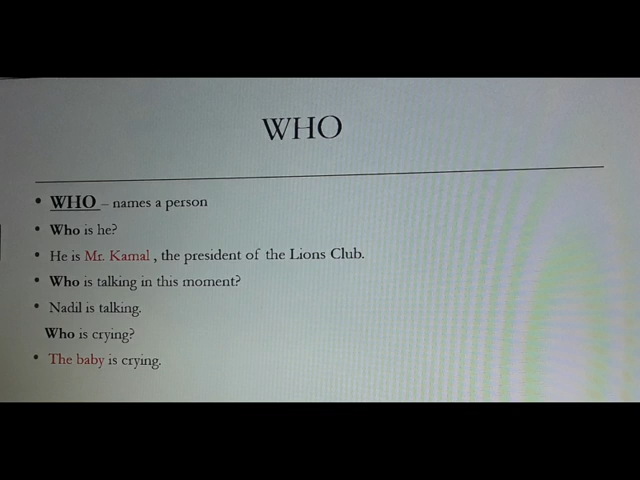 WHO
• WHO – names a person
• Who is he?
• He is Mr. Kamal , the president of the Lions Club.
• Who is talking in this moment?
• Nadil is talking.
Who is crying?
• The baby is crying.